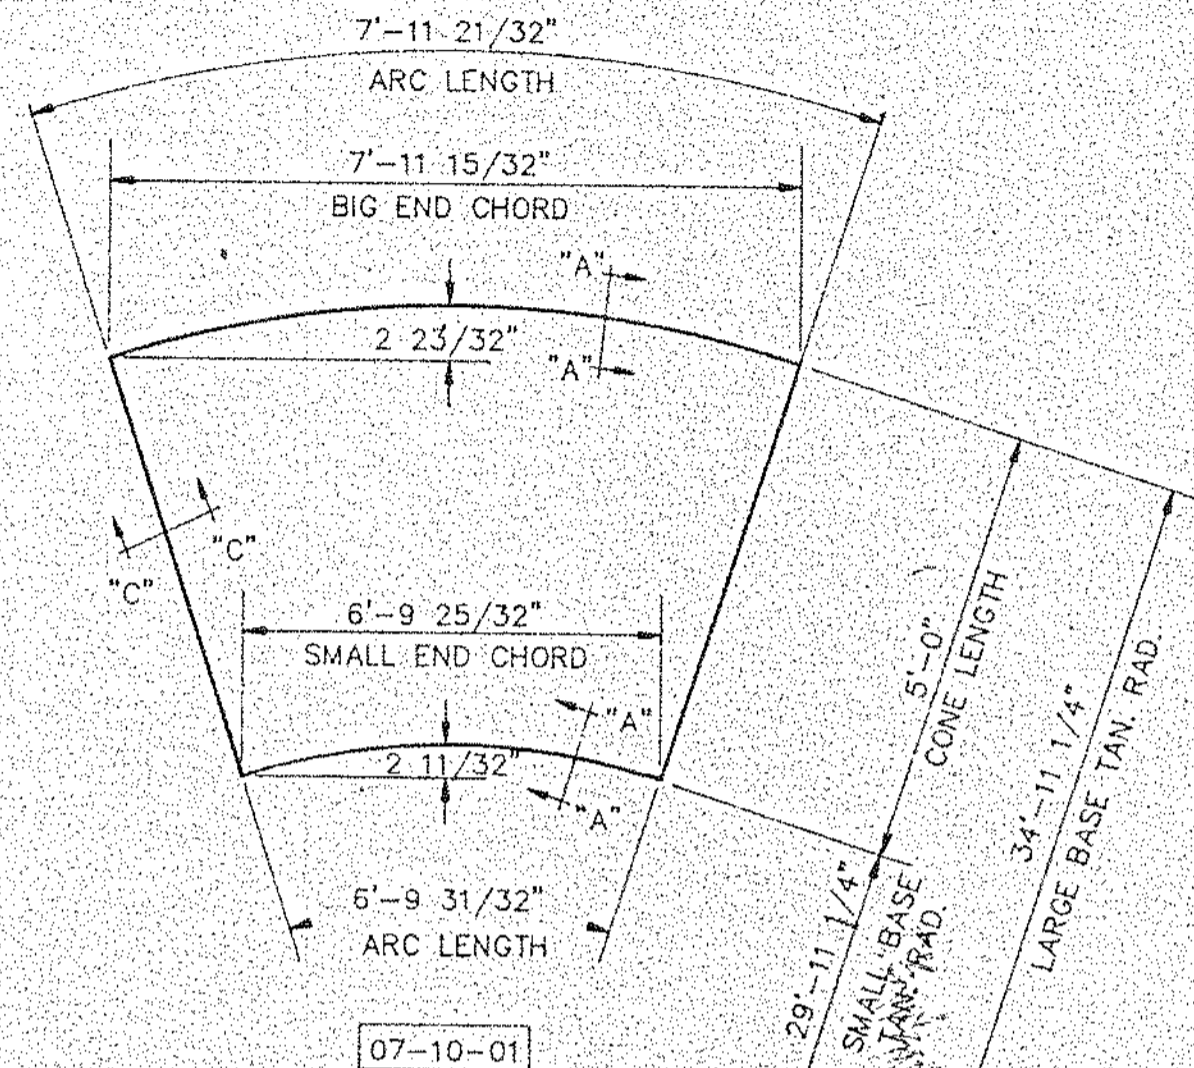 7'-11 21/32"
ARC LENGTH
7'-11 15/32"
BIG END CHORD
"A"
2 23/32"
"A"
"C"
"C"
6'-9 25/32"
SMALL END CHORD
"A"
2 11/32"
"A"
5'-0"
CONE LENGTH
34'-11 1/4"
LARGE BASE TAN. RAD.
29'-11 1/4"
SMALL BASE
TAN. RAD.
6'-9 31/32"
ARC LENGTH
07-10-01